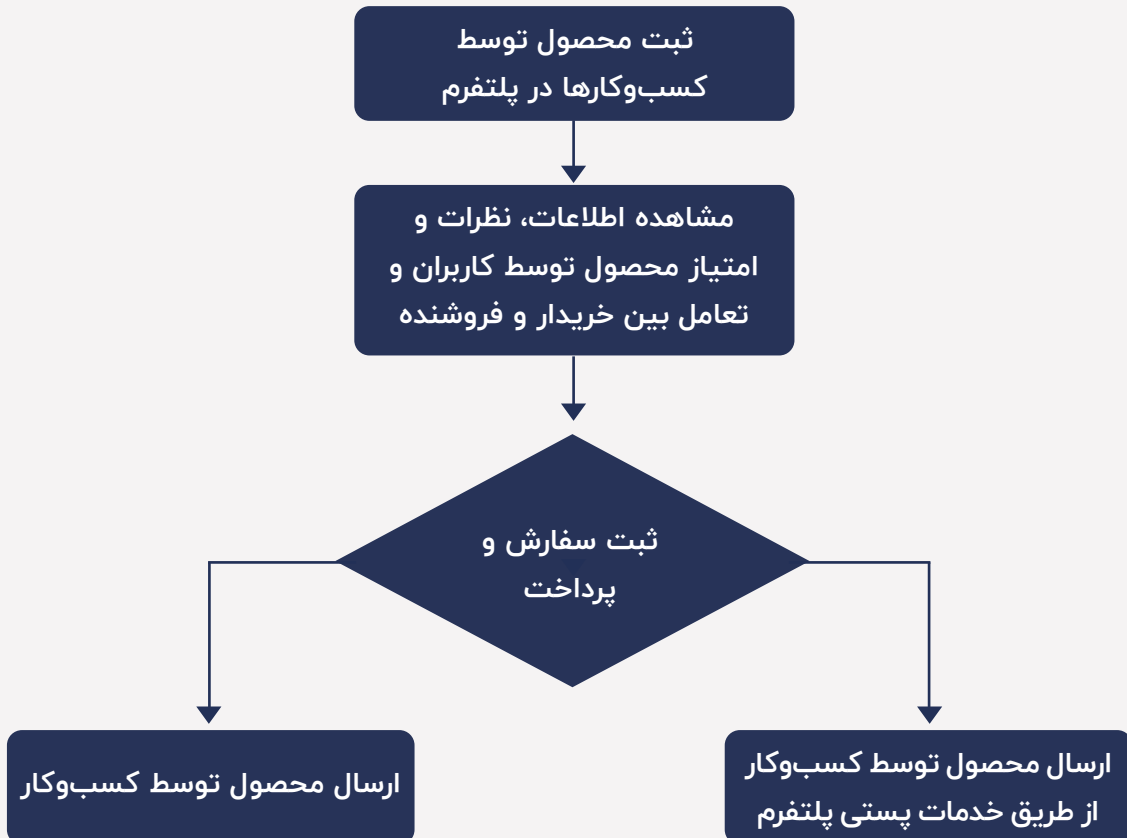 ثبت محصول توسط
کسب‌وکارها در پلتفرم
مشاهده اطلاعات، نظرات و
امتیاز محصول توسط کاربران و
تعامل بین خریدار و فروشنده
ثبت سفارش و
پرداخت
ارسال محصول توسط کسب‌وکار
از طریق خدمات پستی پلتفرم
ارسال محصول توسط کسب‌وکار